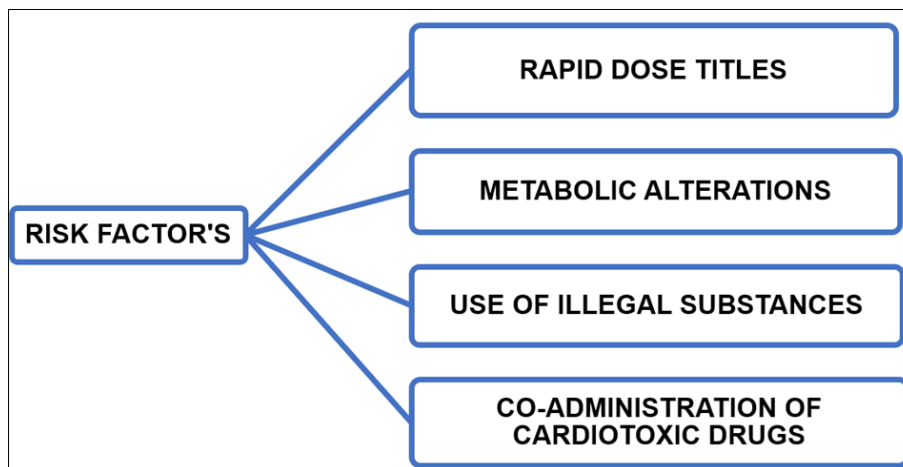 RISK FACTOR'S
RAPID DOSE TITLES
METABOLIC ALTERATIONS
USE OF ILLEGAL SUBSTANCES
CO-ADMINISTRATION OF
CARDIOTOXIC DRUGS